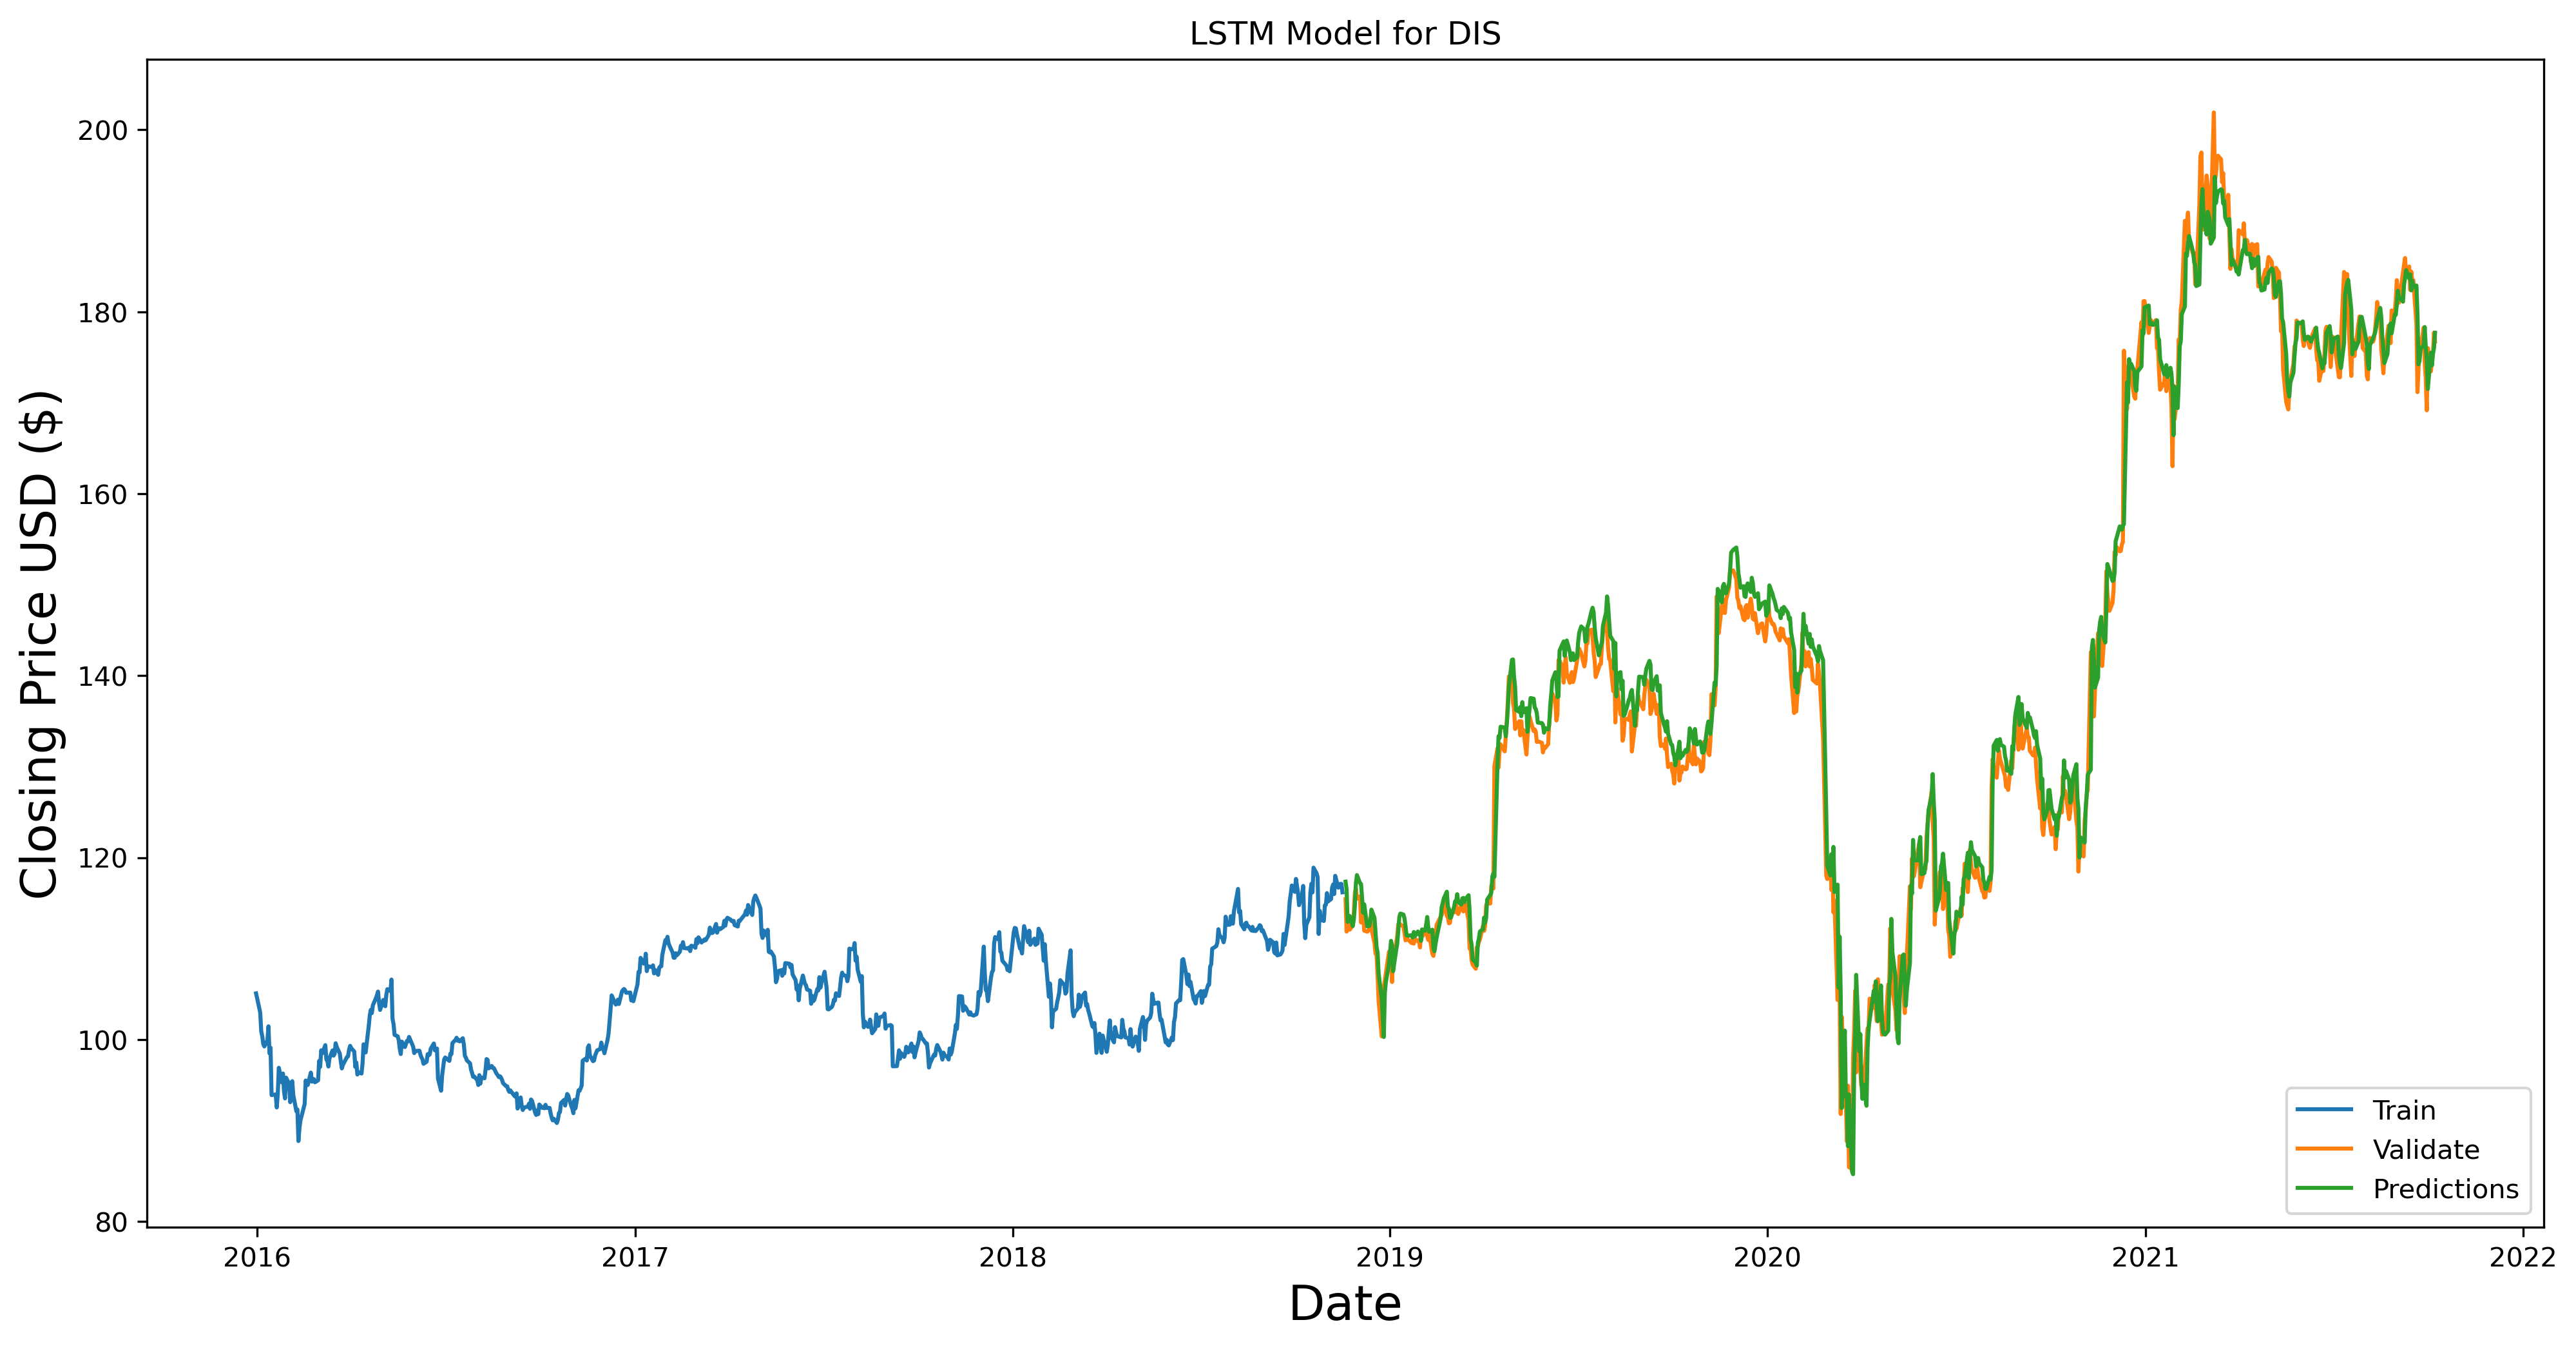 LSTM Model for DIS
Closing Price USD ($)
200
180
160
140
120
100
80
2016 2017 2018 2019 2020 2021 2022
Date
Train
Validate
Predictions